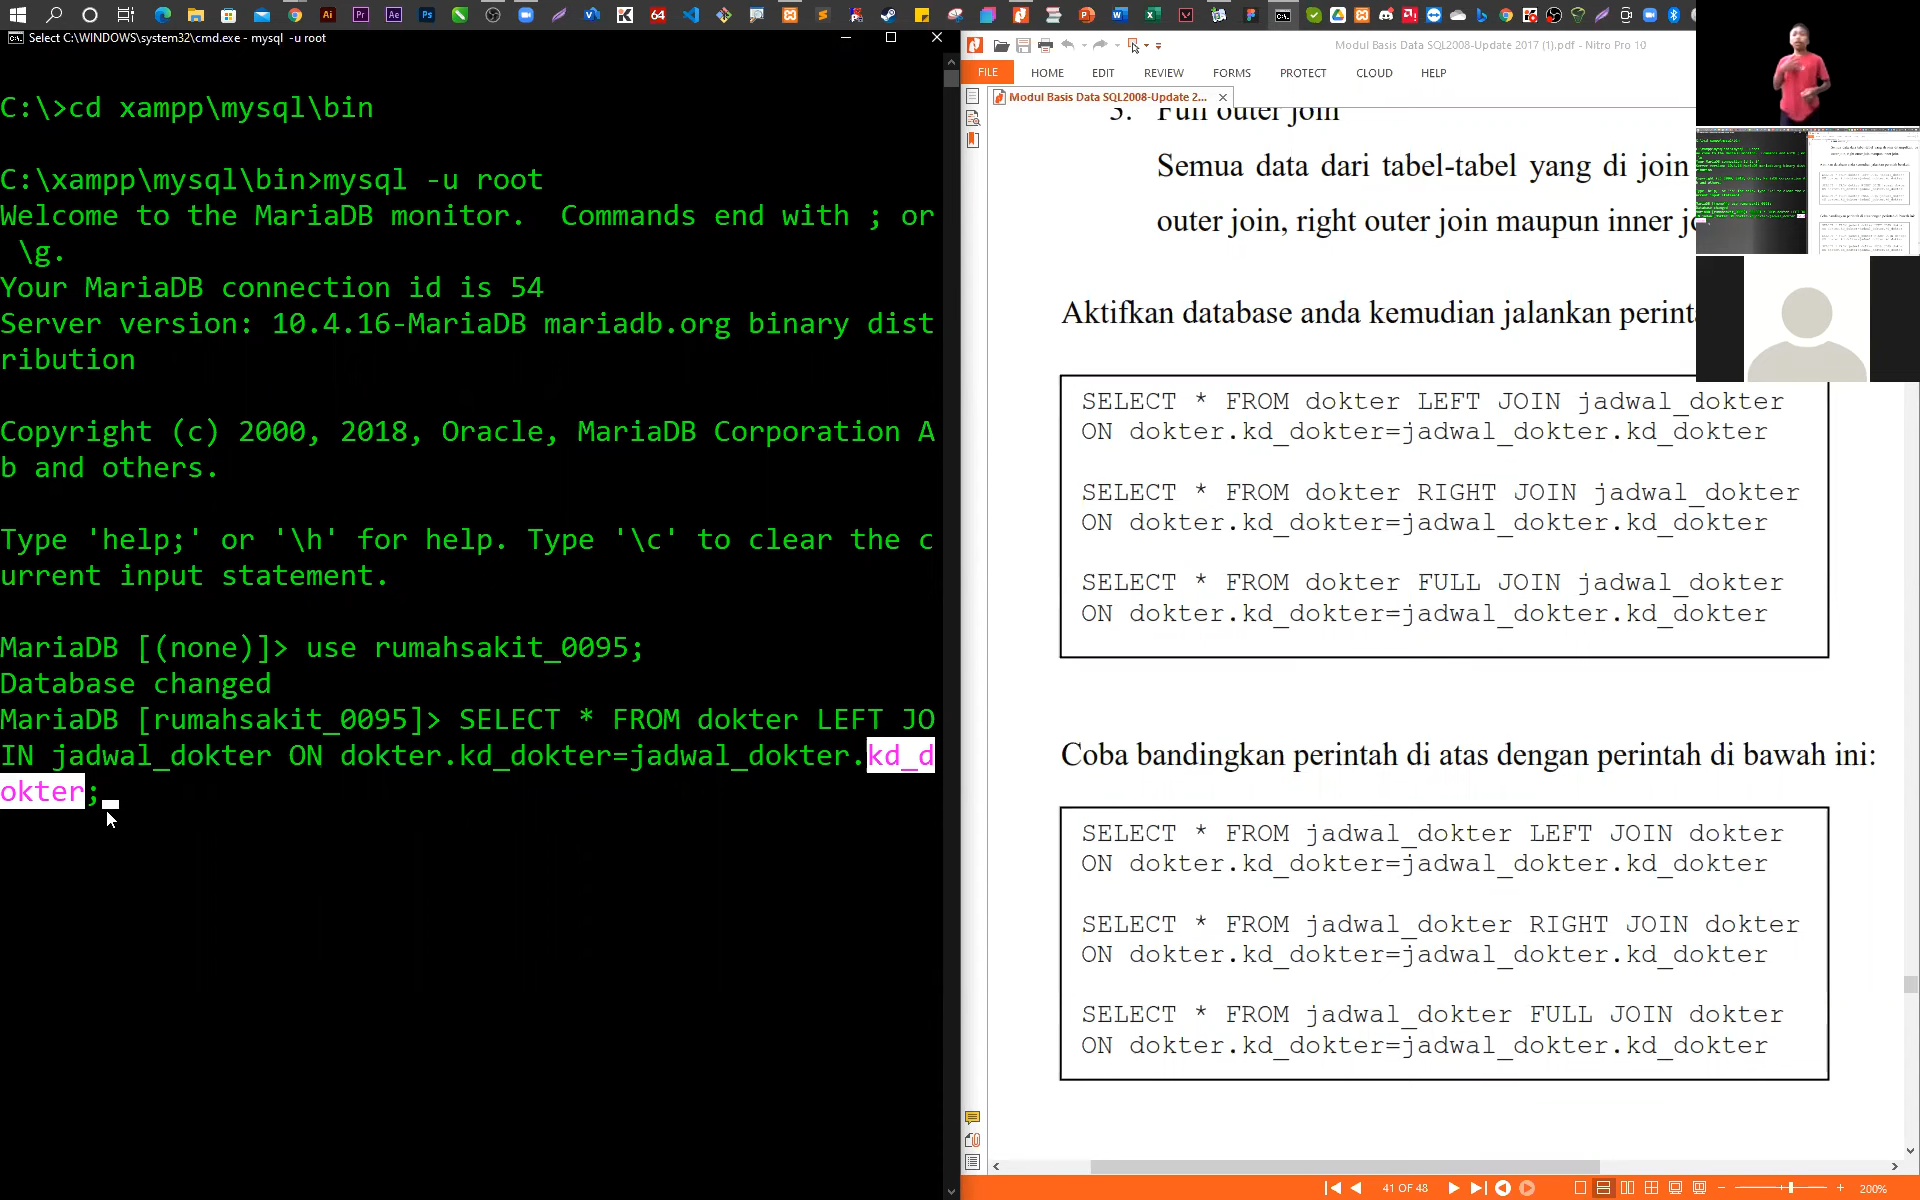 Select C:\WINDOWS\system32\cmd.exe - mysql -u root
C:\>cd xampp\mysql\bin
C:\xampp\mysql\bin>mysql -u root
Welcome to the MariaDB monitor.  Commands end with ; or
\g.
Your MariaDB connection id is 54
Server version: 10.4.16-MariaDB mariadb.org binary dist
ribution
Copyright (c) 2000, 2018, Oracle, MariaDB Corporation A
b and others.
Type 'help;' or '\h' for help. Type '\c' to clear the c
urrent input statement.
MariaDB [(none)]> use rumahsakit_0095;
Database changed
MariaDB [rumahsakit_0095]> SELECT * FROM dokter LEFT JO
IN jadwal_dokter ON dokter.kd_dokter=jadwal_dokter.kd_d
okter;
Modul Basis Data SQL2008-Update 2017 (1).pdf - Nitro Pro 10
FILE HOME EDIT REVIEW FORMS PROTECT CLOUD HELP
Modul Basis Data SQL2008-Update 2...
3. Full outer join
Semua data dari tabel-tabel yang di join
outer join, right outer join maupun inner jo
Aktifkan database anda kemudian jalankan perinta
SELECT * FROM dokter LEFT JOIN jadwal_dokter
ON dokter.kd_dokter=jadwal_dokter.kd_dokter
SELECT * FROM dokter RIGHT JOIN jadwal_dokter
ON dokter.kd_dokter=jadwal_dokter.kd_dokter
SELECT * FROM dokter FULL JOIN jadwal_dokter
ON dokter.kd_dokter=jadwal_dokter.kd_dokter
Coba bandingkan perintah di atas dengan perintah di bawah ini:
SELECT * FROM jadwal_dokter LEFT JOIN dokter
ON dokter.kd_dokter=jadwal_dokter.kd_dokter
SELECT * FROM jadwal_dokter RIGHT JOIN dokter
ON dokter.kd_dokter=jadwal_dokter.kd_dokter
SELECT * FROM jadwal_dokter FULL JOIN dokter
ON dokter.kd_dokter=jadwal_dokter.kd_dokter
41 OF 48
200%